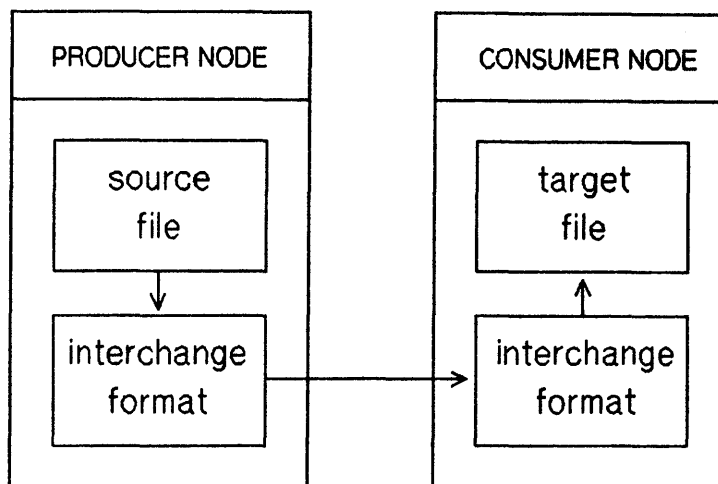 PRODUCER NODE
source
file
interchange
format
CONSUMER NODE
target
file
interchange
format